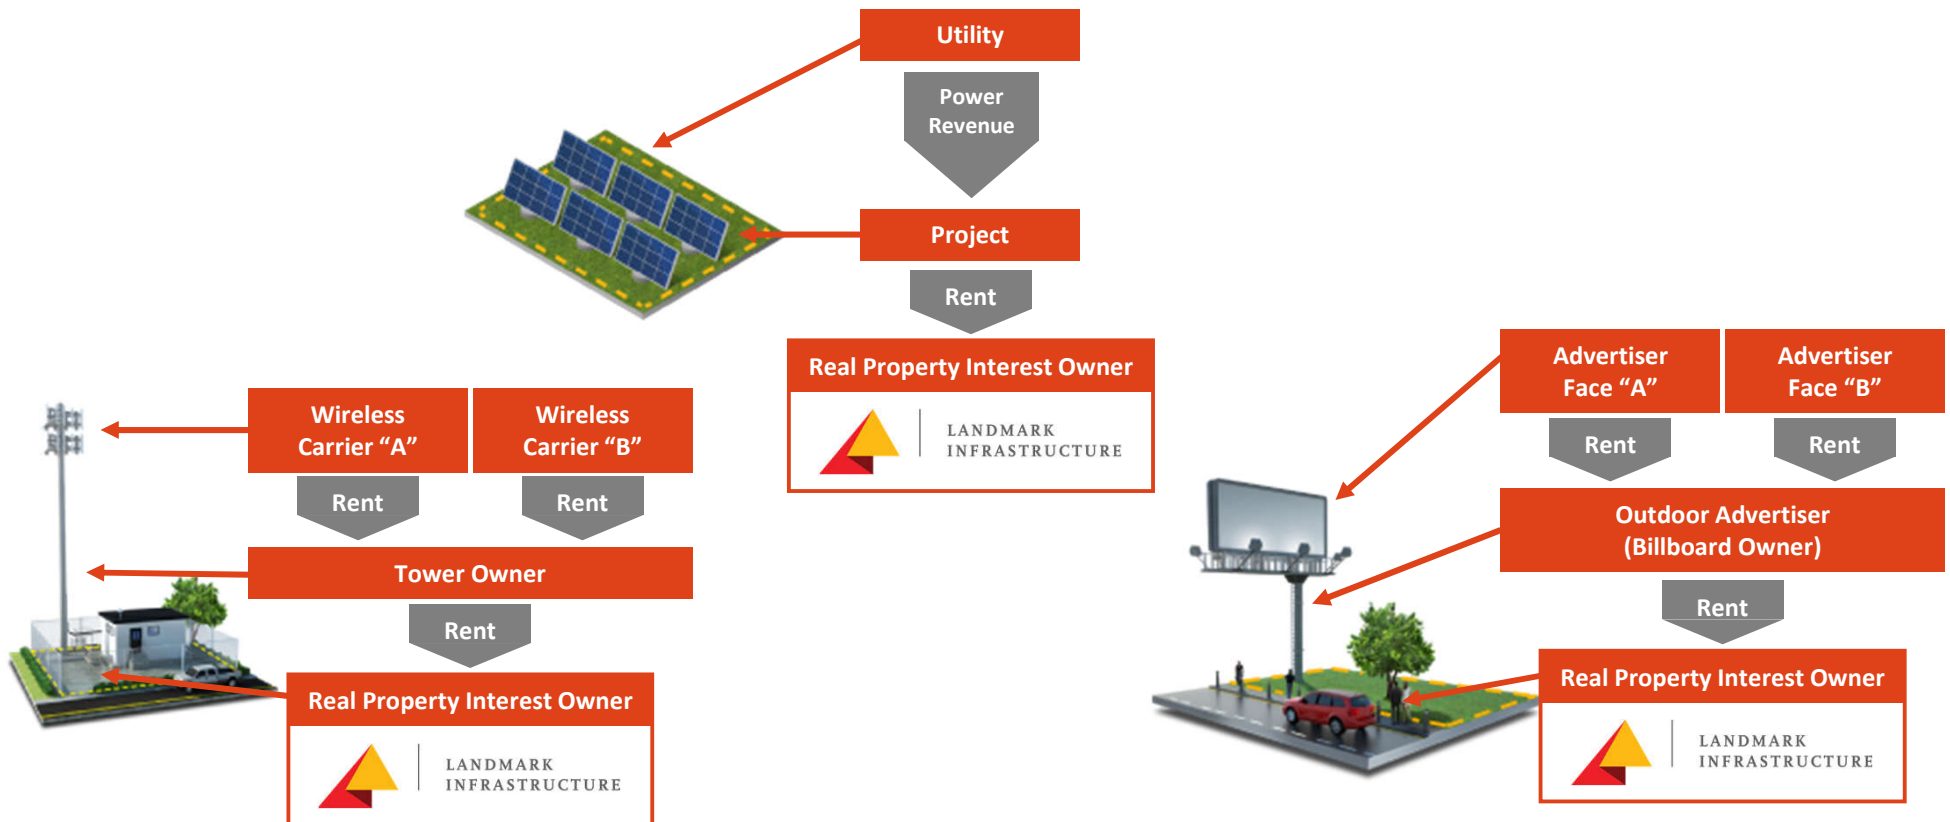 Utility
Power
Revenue
Project
Rent
Real Property Interest Owner
LANDMARK
INFRASTRUCTURE
Wireless
Carrier “A”
Wireless
Carrier “B”
Rent
Rent
Tower Owner
Rent
Real Property Interest Owner
LANDMARK
INFRASTRUCTURE
Advertiser
Face “A”
Advertiser
Face “B”
Rent
Rent
Outdoor Advertiser
(Billboard Owner)
Rent
Real Property Interest Owner
LANDMARK
INFRASTRUCTURE